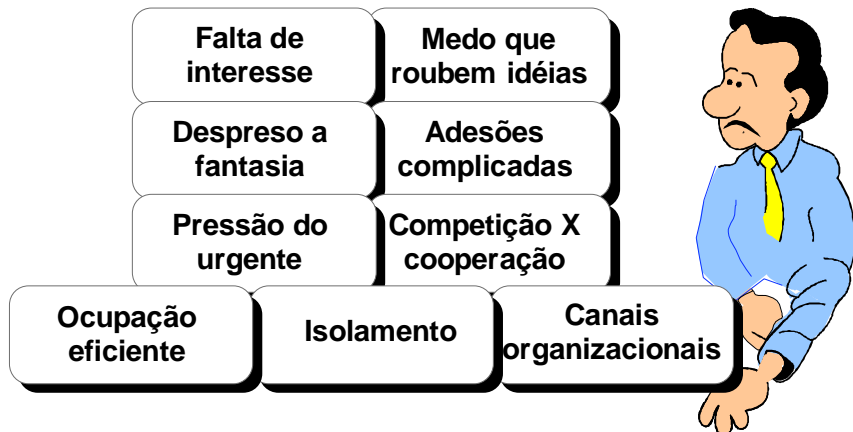 Falta de
interesse
Medo que
roubem idéias
Despreso a
fantasia
Adesões
complicadas
Pressão do
urgente
Competição X
cooperação
Ocupação
eficiente
Isolamento
Canais
organizacionais